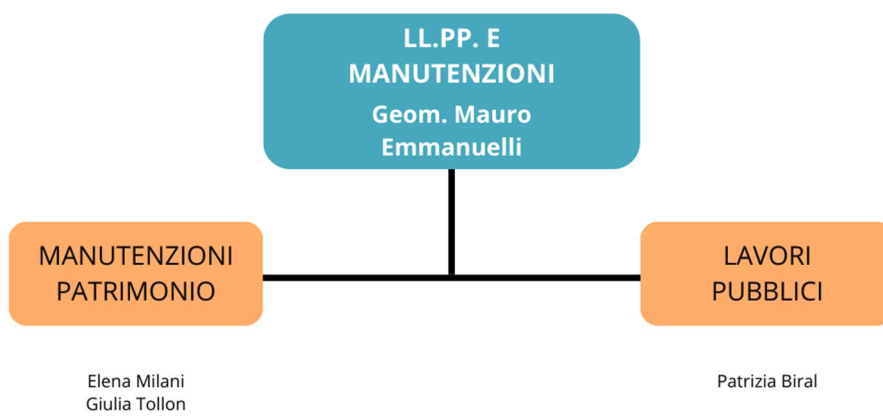 LL.PP. E
MANUTENZIONI
Geom. Mauro
Emmanuelli
MANUTENZIONI
PATRIMONIO
LAVORI
PUBBLICI
Elena Milani
Giulia Tollon
Patrizia Biral